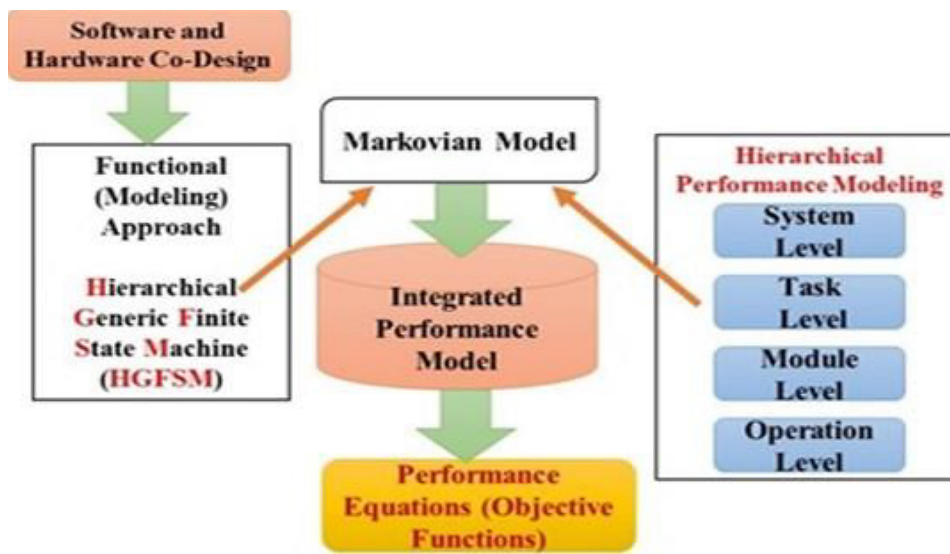 Software and
Hardware Co-Design
Functional
(Modeling)
Approach
Hierarchical
Generic Finite
State Machine
(HGFSM)
Markovian Model
Integrated
Performance
Model
Performance
Equations (Objective
Functions)
Hierarchical
Performance Modeling
System
Level
Task
Level
Module
Level
Operation
Level